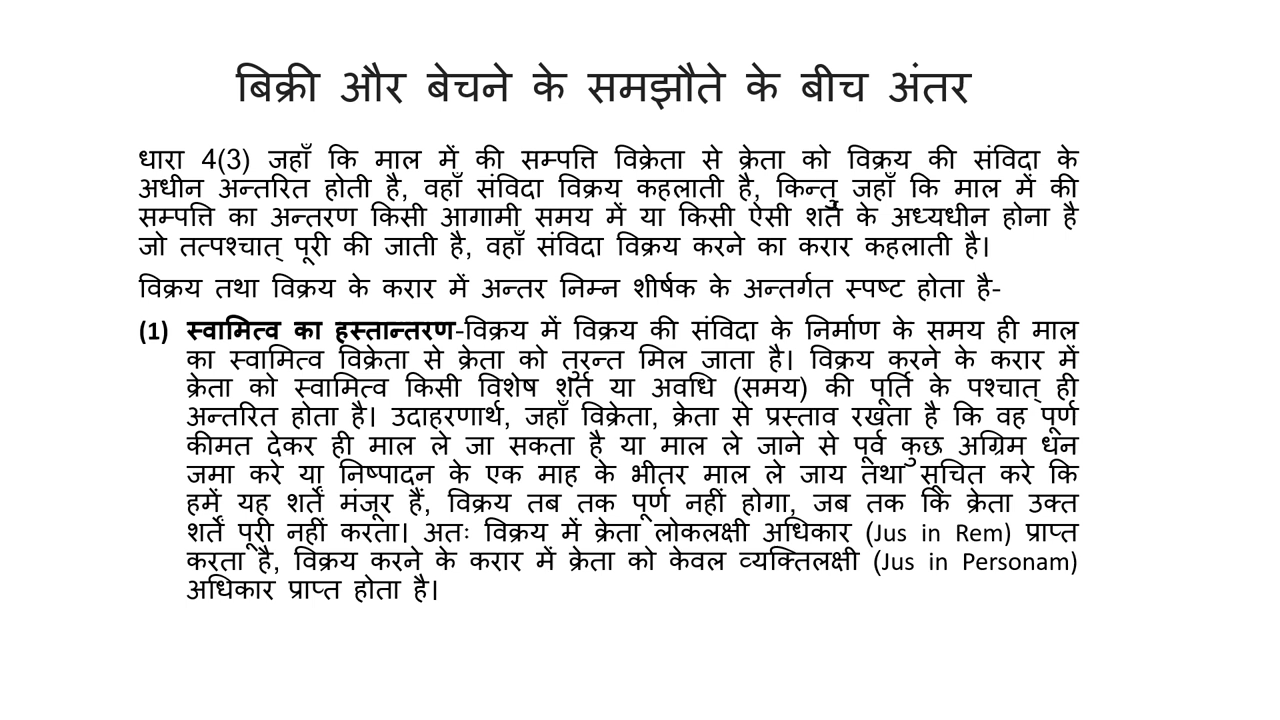 बिक्री और बेचने के समझौते के बीच अंतर
धारा 4(3) जहाँ कि माल में की सम्पत्ति विक्रेता से क्रेता को विक्रय की संविदा के
अधीन अन्तरित होती है, वहाँ संविदा विक्रय कहलाती है, किन्तु जहाँ कि माल में की
सम्पत्ति का अन्तरण किसी आगामी समय में या किसी ऐसी शर्त के अध्यधीन होना है
जो तत्पश्चात् पूरी की जाती है, वहाँ संविदा विक्रय करने का करार कहलाती है।
विक्रय तथा विक्रय के करार में अन्तर निम्न शीर्षक के अन्तर्गत स्पष्ट होता है-
(1) स्वामित्व का हस्तान्तरण-विक्रय में विक्रय की संविदा के निर्माण के समय ही माल
का स्वामित्व विक्रेता से क्रेता को तुरन्त मिल जाता है। विक्रय करने के करार में
क्रेता को स्वामित्व किसी विशेष शर्त या अवधि (समय) की पूर्ति के पश्चात् ही
अन्तरित होता है। उदाहरणार्थ, जहाँ विक्रेता, क्रेता से प्रस्ताव रखता है कि वह पूर्ण
कीमत देकर ही माल ले जा सकता है या माल ले जाने से पूर्व कुछ अग्रिम धन
जमा करे या निष्पादन के एक माह के भीतर माल ले जाय तथा सूचित करे कि
हमें यह शर्तें मंजूर हैं, विक्रय तब तक पूर्ण नहीं होगा, जब तक कि क्रेता उक्त
शर्तें पूरी नहीं करता। अतः विक्रय में क्रेता लोकलक्षी अधिकार (Jus in Rem) प्राप्त
करता है, विक्रय करने के करार में क्रेता को केवल व्यक्तिलक्षी (Jus in Personam)
अधिकार प्राप्त होता है।